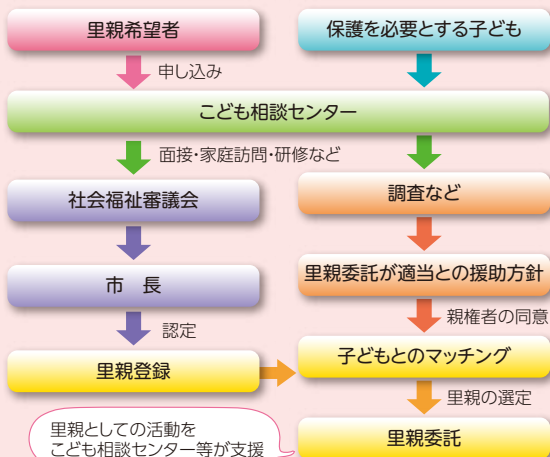 里親希望者
保護を必要とする子ども
申し込み
こども相談センター
面接・家庭訪問・研修など
社会福祉審議会
調査など
市　長
里親委託が適当との援助方針
認定
親権者の同意
里親登録
子どもとのマッチング
里親の選定
里親としての活動を
こども相談センター等が支援
里親委託